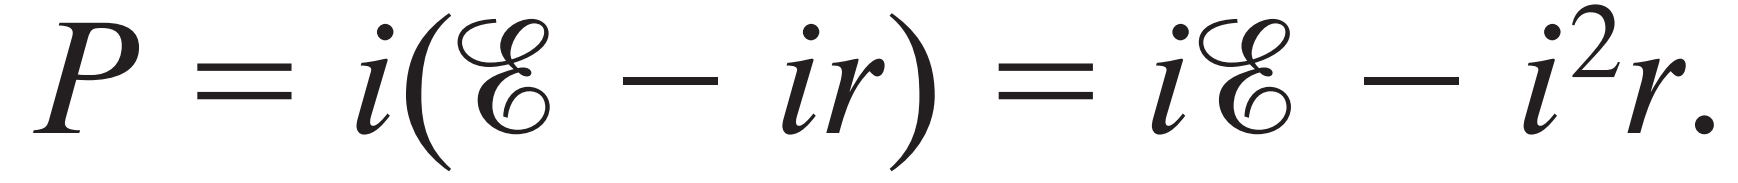 P = i(ℰ − ir) = iℰ − i²r.